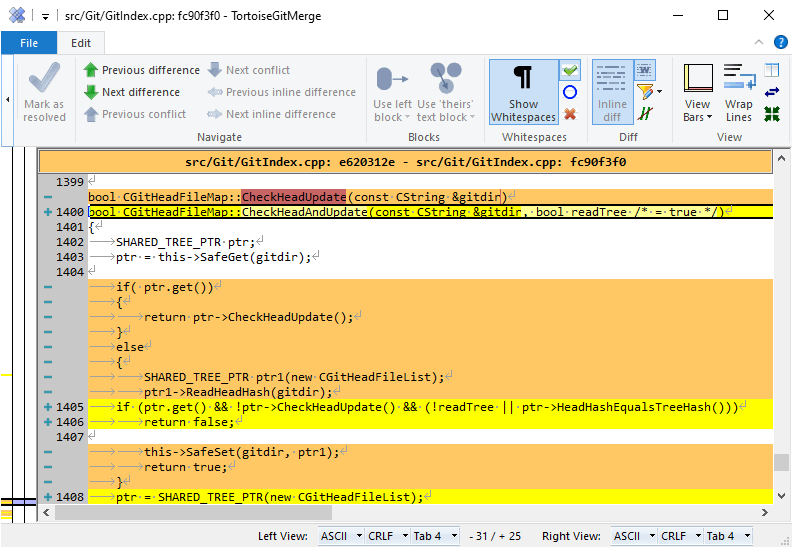 src/Git/GitIndex.cpp: fc90f3f0 - TortoiseGitMerge
File Edit
Mark as resolved
Previous difference
Next difference
Previous conflict
Next conflict
Previous inline difference
Next inline difference
Navigate
Use left block
Use 'theirs' text block
Blocks
Show Whitespaces
Whitespaces
Inline diff
Diff
View Bars
Wrap Lines
View
src/Git/GitIndex.cpp: e620312e - src/Git/GitIndex.cpp: fc90f3f0
1399
bool CGitHeadFileMap::CheckHeadUpdate(const CString &gitdir)
1400 bool CGitHeadFileMap::CheckHeadAndUpdate(const CString &gitdir, bool readTree /* = true */)
1401 {
1402 SHARED_TREE_PTR ptr;
1403 ptr = this->SafeGet(gitdir);
1404
if( ptr.get())
{
return ptr->CheckHeadUpdate();
}
else
{
SHARED_TREE_PTR ptr1(new CGitHeadFileList);
ptr1->ReadHeadHash(gitdir);
1405 if (ptr.get() && !ptr->CheckHeadUpdate() && (!readTree || ptr->HeadHashEqualsTreeHash()))
1406 return false;
1407
this->SafeSet(gitdir, ptr1);
return true;
}
1408 ptr = SHARED_TREE_PTR(new CGitHeadFileList);
Left View: ASCII CRLF Tab 4 - 31 / + 25 Right View: ASCII CRLF Tab 4